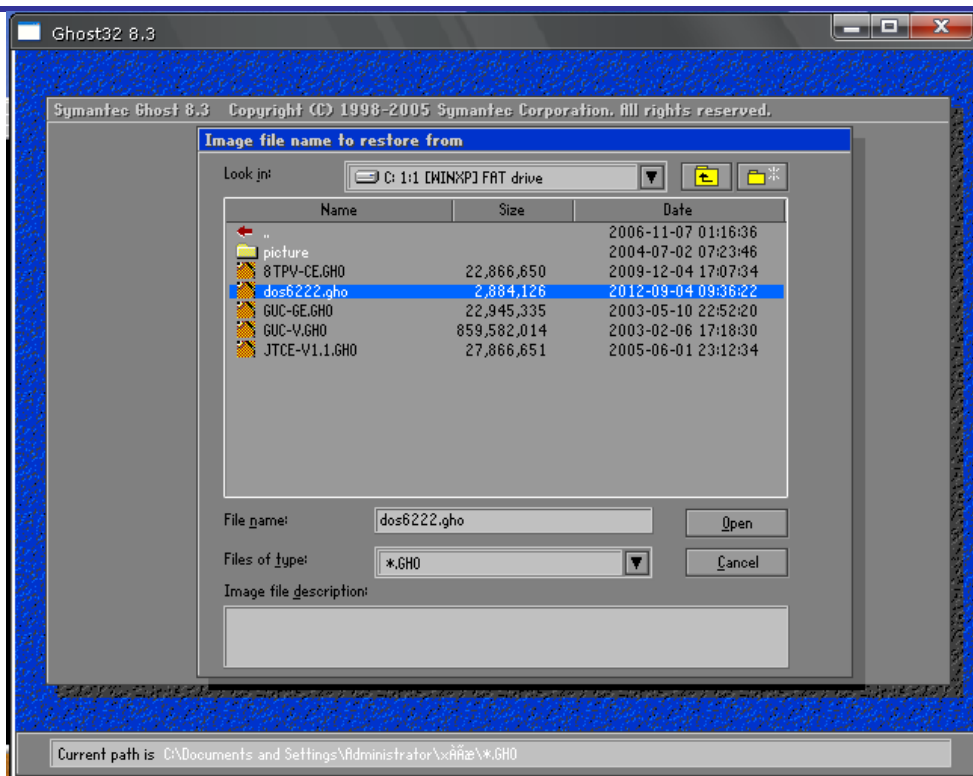 Ghost32 8.3
Symantec Ghost 8.3 Copyright (C) 1998-2005 Symantec Corporation. All rights reserved.
Image file name to restore from
Look in: C: 1:1 [WINXP] FAT drive
Name Size Date
.. 2006-11-07 01:16:36
picture 2004-07-02 07:23:46
8TPV-CE.GHO 22,866,650 2009-12-04 17:07:34
dos6222.gho 2,884,126 2012-09-04 09:36:22
GUC-GE.GHO 22,945,335 2003-05-10 22:52:20
GUC-V.GHO 859,582,014 2003-02-06 17:18:30
JTCE-V1.1.GHO 27,866,651 2005-06-01 23:12:34
File name: dos6222.gho Open
Files of type: *.GHO Cancel
Image file description:
Current path is C:\Documents and Settings\Administrator\×ÀÃæ\*.GHO